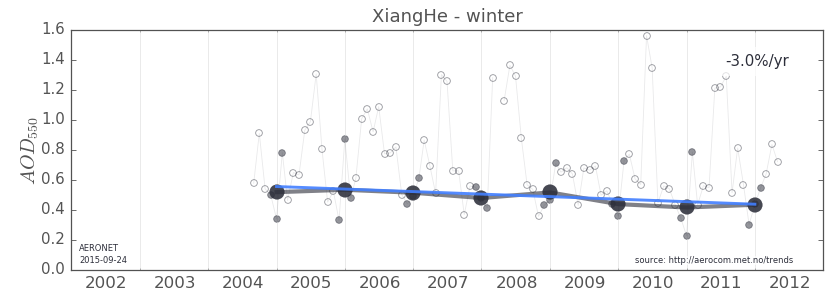 XiangHe - winter
1.6
1.4
1.2
1.0
0.8
0.6
0.4
0.2
0.0
AOD550
-3.0%/yr
AERONET
2015-09-24
source: http://aerocom.met.no/trends
2002 2003 2004 2005 2006 2007 2008 2009 2010 2011 2012